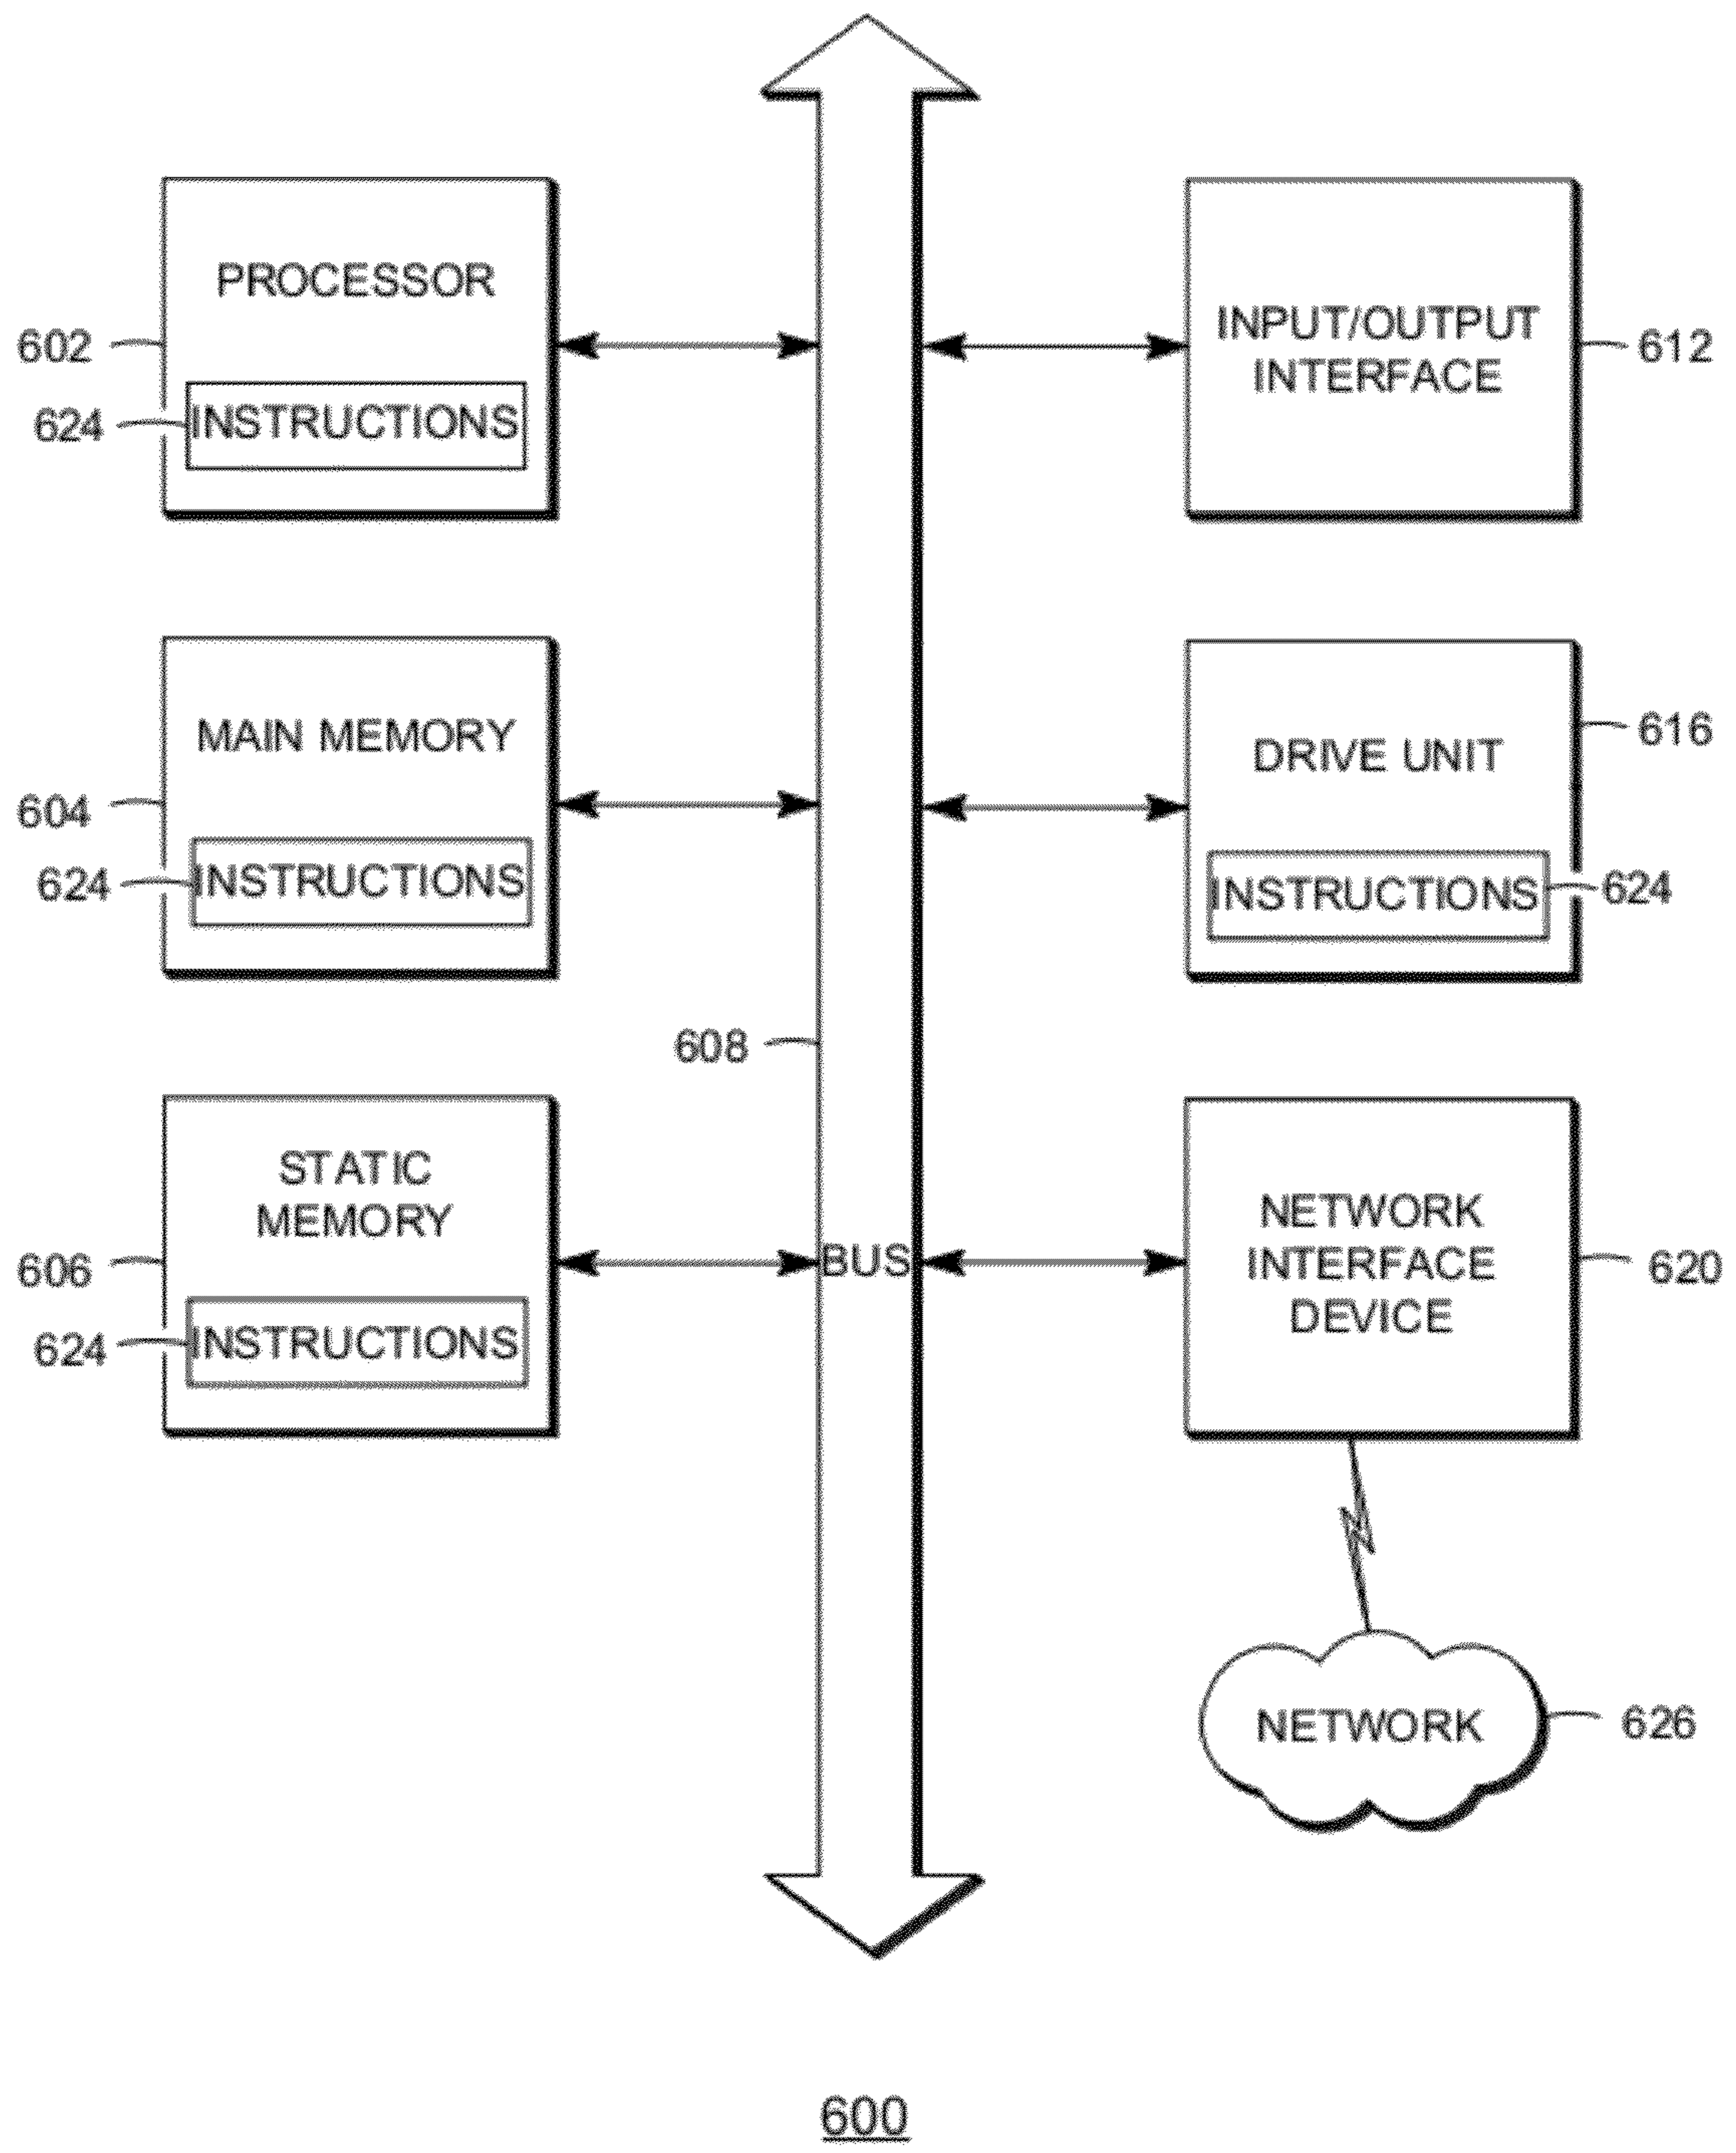 PROCESSOR
602
624
INSTRUCTIONS
INPUT/OUTPUT
INTERFACE
612
MAIN MEMORY
604
624
INSTRUCTIONS
DRIVE UNIT
616
INSTRUCTIONS
624
608
STATIC
MEMORY
606
624
INSTRUCTIONS
BUS
NETWORK
INTERFACE
DEVICE
620
NETWORK
626
600